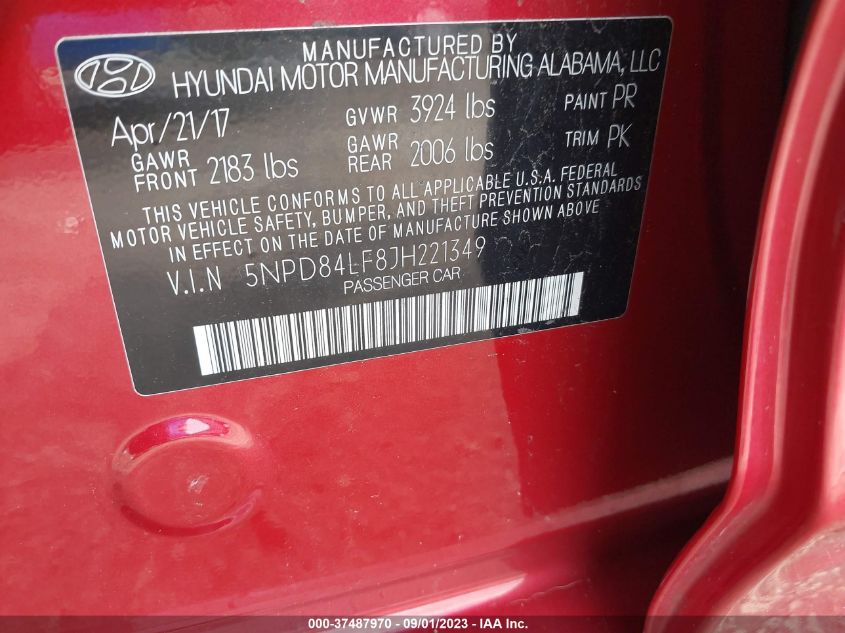 MANUFACTURED BY
HYUNDAI MOTOR MANUFACTURING ALABAMA, LLC
Apr/21/17 GVWR 3924 lbs PAINT PR
GAWR FRONT 2183 lbs GAWR REAR 2006 lbs TRIM PK
THIS VEHICLE CONFORMS TO ALL APPLICABLE U.S.A. FEDERAL
MOTOR VEHICLE SAFETY, BUMPER, AND THEFT PREVENTION STANDARDS
IN EFFECT ON THE DATE OF MANUFACTURE SHOWN ABOVE
V.I.N 5NPD84LF8JH221349
PASSENGER CAR
000-37487970 - 09/01/2023 - IAA Inc.